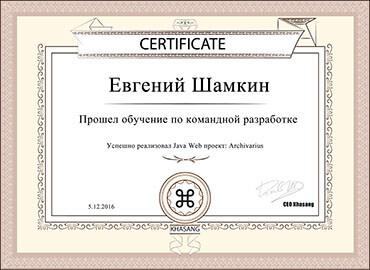 CERTIFICATE
Евгений Шамкин
Прошел обучение по командной разработке
Успешно реализовал Java Web проект: Archivarius
5.12.2016
CEO Khasang
KHASANG